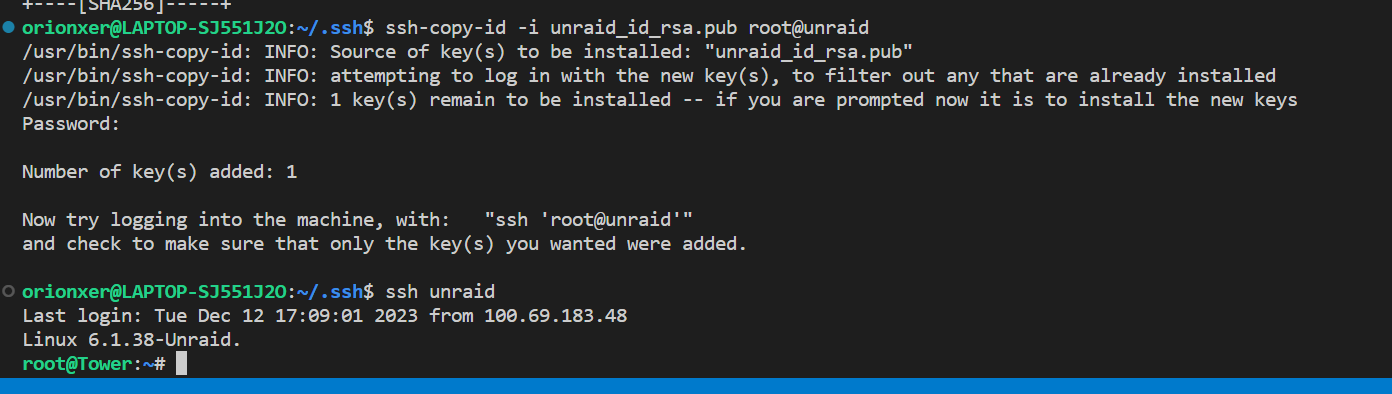 +----[SHA256]-----+
orionxer@LAPTOP-SJ551J2O:~/.ssh$ ssh-copy-id -i unraid_id_rsa.pub root@unraid
/usr/bin/ssh-copy-id: INFO: Source of key(s) to be installed: "unraid_id_rsa.pub"
/usr/bin/ssh-copy-id: INFO: attempting to log in with the new key(s), to filter out any that are already installed
/usr/bin/ssh-copy-id: INFO: 1 key(s) remain to be installed -- if you are prompted now it is to install the new keys
Password:
Number of key(s) added: 1
Now try logging into the machine, with:   "ssh 'root@unraid'"
and check to make sure that only the key(s) you wanted were added.
orionxer@LAPTOP-SJ551J2O:~/.ssh$ ssh unraid
Last login: Tue Dec 12 17:09:01 2023 from 100.69.183.48
Linux 6.1.38-Unraid.
root@Tower:~#